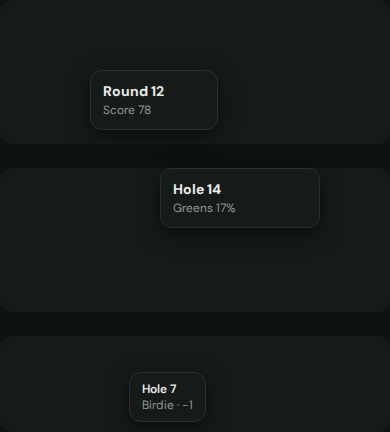 Round 12
Score 78
Hole 14
Greens 17%
Hole 7
Birdie · −1